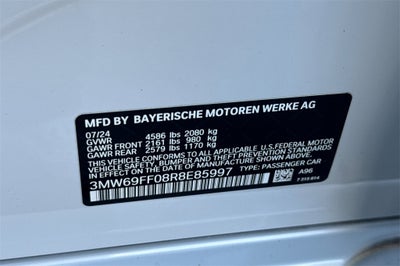 MFD BY BAYERISCHE MOTOREN WERKE AG
07/24
GVWR 4586 lbs 2080 kg
GAWR FRONT 2161 lbs 980 kg
GAWR REAR 2579 lbs 1170 kg
THIS VEHICLE CONFORMS TO ALL APPLICABLE U.S. FEDERAL MOTOR
VEHICLE SAFETY, BUMPER AND THEFT PREVENTION STANDARDS IN
EFFECT ON THE DATE OF MANUFACTURE SHOWN ABOVE.
3MW69FF08R8E85997 TYPE: PASSENGER CAR
A96